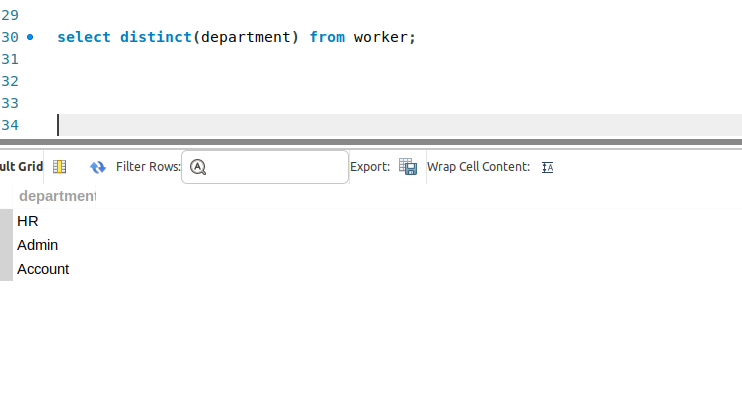 29
30 select distinct(department) from worker;
31
32
33
34
ult Grid Filter Rows: Export: Wrap Cell Content:
department
HR
Admin
Account